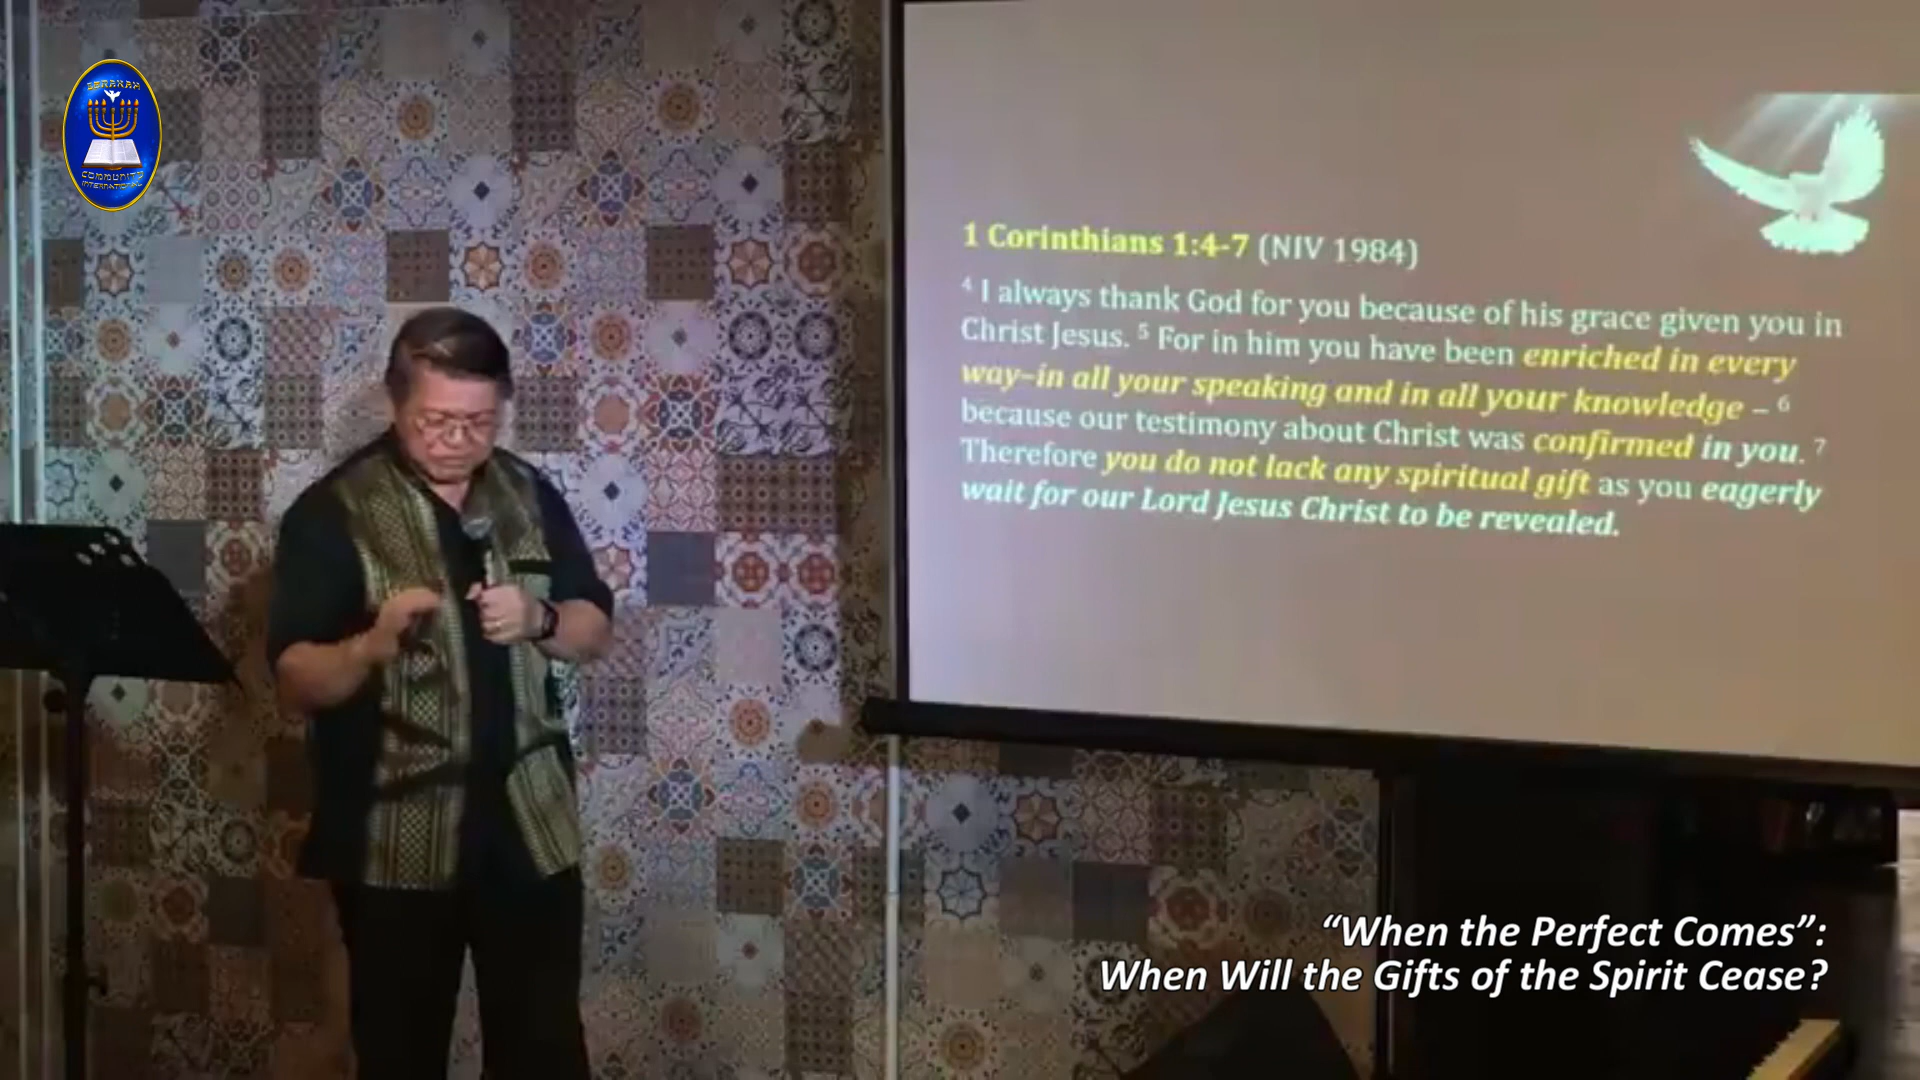 BERAKAH
COMMUNITY
INTERNATIONAL
1 Corinthians 1:4-7 (NIV 1984)
4 I always thank God for you because of his grace given you in
Christ Jesus. 5 For in him you have been enriched in every
way–in all your speaking and in all your knowledge – 6
because our testimony about Christ was confirmed in you. 7
Therefore you do not lack any spiritual gift as you eagerly
wait for our Lord Jesus Christ to be revealed.
“When the Perfect Comes”:
When Will the Gifts of the Spirit Cease?